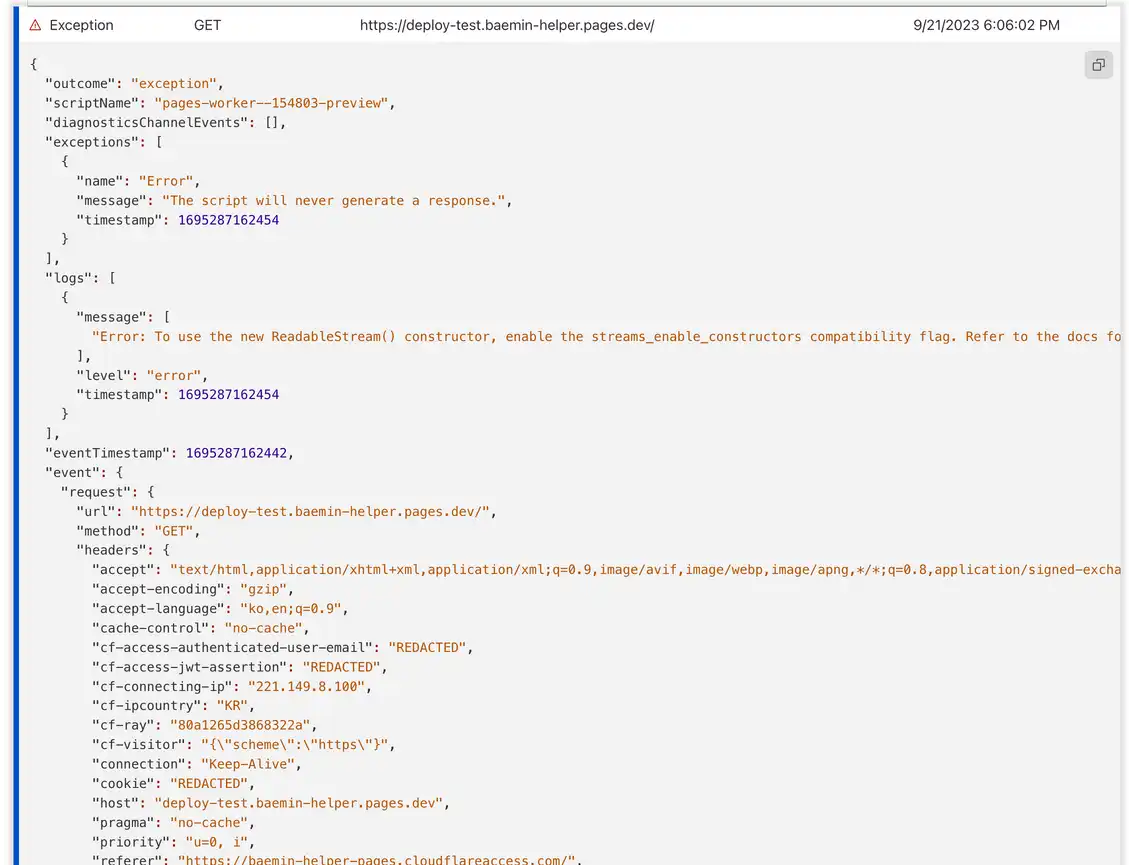 Exception GET https://deploy-test.baemin-helper.pages.dev/ 9/21/2023 6:06:02 PM
{
"outcome": "exception",
"scriptName": "pages-worker--154803-preview",
"diagnosticsChannelEvents": [],
"exceptions": [
{
"name": "Error",
"message": "The script will never generate a response.",
"timestamp": 1695287162454
}
],
"logs": [
{
"message": [
"Error: To use the new ReadableStream() constructor, enable the streams_enable_constructors compatibility flag. Refer to the docs fo
],
"level": "error",
"timestamp": 1695287162454
}
],
"eventTimestamp": 1695287162442,
"event": {
"request": {
"url": "https://deploy-test.baemin-helper.pages.dev/",
"method": "GET",
"headers": {
"accept": "text/html,application/xhtml+xml,application/xml;q=0.9,image/avif,image/webp,image/apng,*/*;q=0.8,application/signed-excha
"accept-encoding": "gzip",
"accept-language": "ko,en;q=0.9",
"cache-control": "no-cache",
"cf-access-authenticated-user-email": "REDACTED",
"cf-access-jwt-assertion": "REDACTED",
"cf-connecting-ip": "221.149.8.100",
"cf-ipcountry": "KR",
"cf-ray": "80a1265d3868322a",
"cf-visitor": "{\"scheme\":\"https\"}",
"connection": "Keep-Alive",
"cookie": "REDACTED",
"host": "deploy-test.baemin-helper.pages.dev",
"pragma": "no-cache",
"priority": "u=0, i",
"referer": "https://baemin-helper-pages.cloudflareaccess.com/",